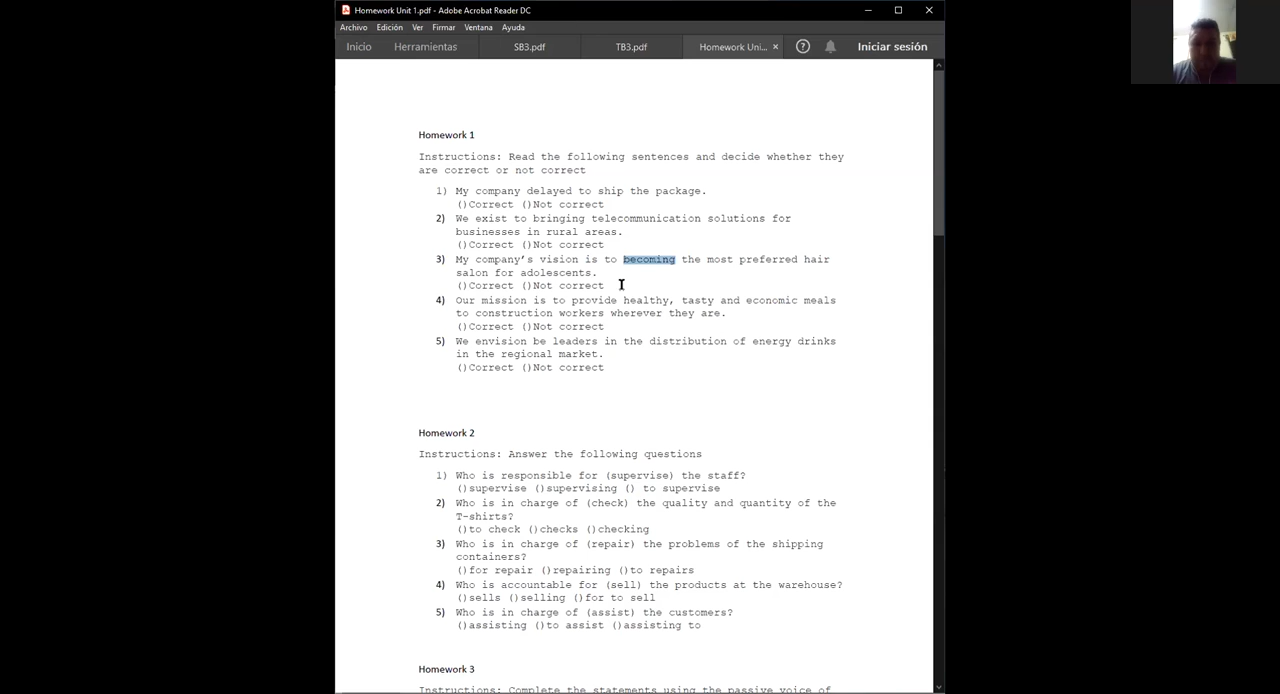 Homework Unit 1.pdf - Adobe Acrobat Reader DC
Archivo Edición Ver Firmar Ventana Ayuda
Inicio Herramientas SB3.pdf TB3.pdf Homework Uni... × ? Iniciar sesión
Homework 1
Instructions: Read the following sentences and decide whether they
are correct or not correct
1) My company delayed to ship the package.
()Correct ()Not correct
2) We exist to bringing telecommunication solutions for
businesses in rural areas.
()Correct ()Not correct
3) My company's vision is to becoming the most preferred hair
salon for adolescents.
()Correct ()Not correct
4) Our mission is to provide healthy, tasty and economic meals
to construction workers wherever they are.
()Correct ()Not correct
5) We envision be leaders in the distribution of energy drinks
in the regional market.
()Correct ()Not correct
Homework 2
Instructions: Answer the following questions
1) Who is responsible for (supervise) the staff?
()supervise ()supervising () to supervise
2) Who is in charge of (check) the quality and quantity of the
T-shirts?
()to check ()checks ()checking
3) Who is in charge of (repair) the problems of the shipping
containers?
()for repair ()repairing ()to repairs
4) Who is accountable for (sell) the products at the warehouse?
()sells ()selling ()for to sell
5) Who is in charge of (assist) the customers?
()assisting ()to assist ()assisting to
Homework 3
Instructions: Complete the statements using the passive voice of